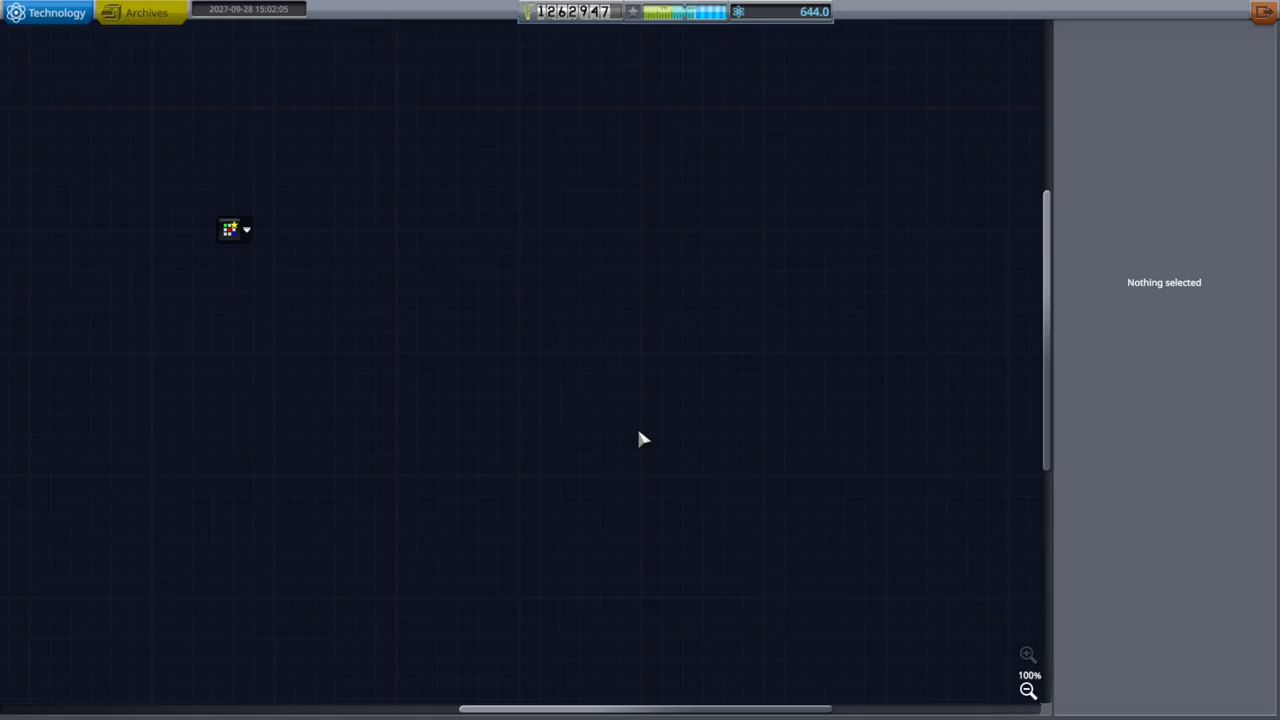 Technology
Archives
2027-09-28 15:02:05
1262947
644.0
Nothing selected
100%